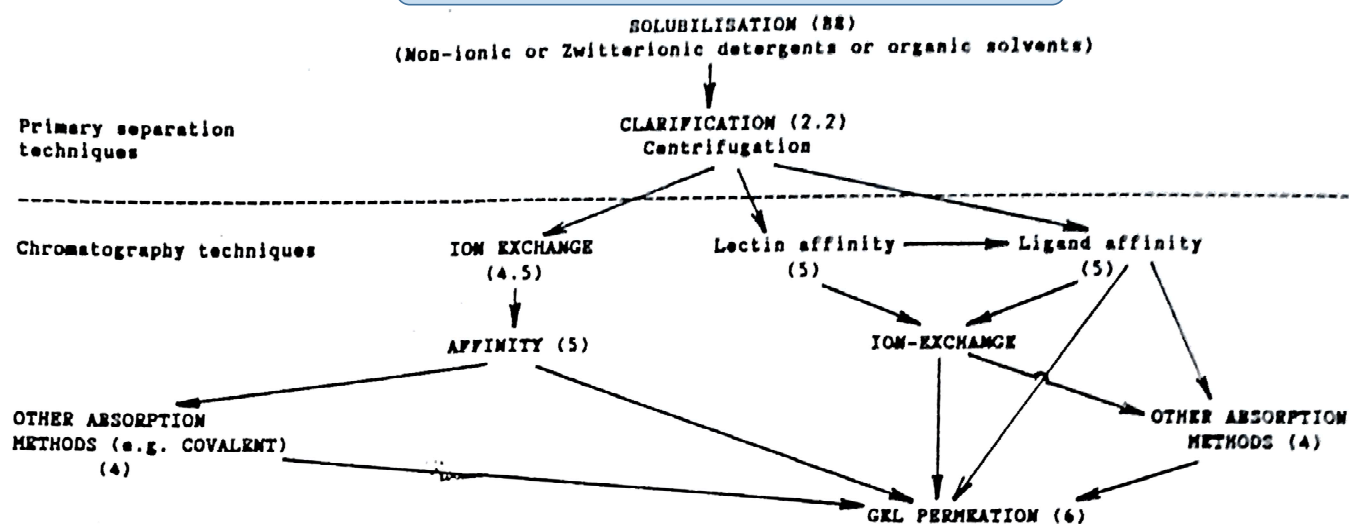 SOLUBILISATION (88)
(Non-ionic or Zwitterionic detergents or organic solvents)
Primary separation
techniques
CLARIFICATION (2.2)
Centrifugation
Chromatography techniques
ION EXCHANGE
(4.5)
Lectin affinity
(5)
Ligand affinity
(5)
AFFINITY (5)
ION-EXCHANGE
OTHER ABSORPTION
METHODS (e.g. COVALENT)
(4)
OTHER ABSORPTION
METHODS (4)
GEL PERMEATION (6)